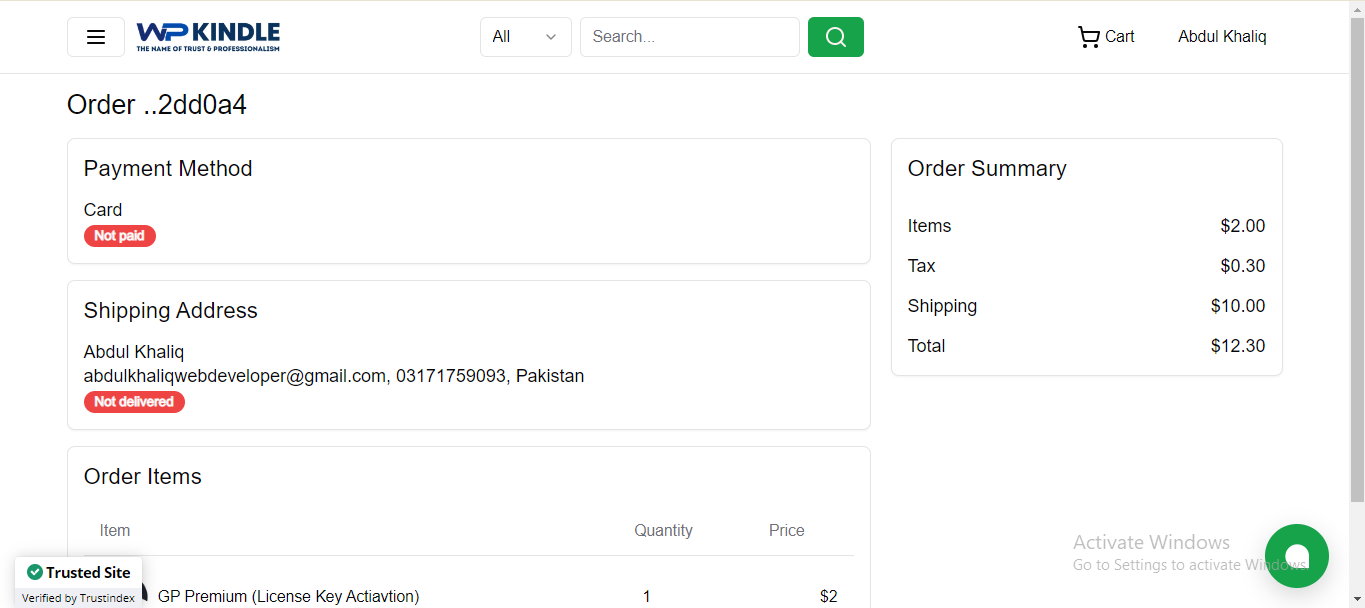 WP KINDLE
THE NAME OF TRUST & PROFESSIONALISM
All
Search...
Cart
Abdul Khaliq
Order ..2dd0a4
Payment Method
Card
Not paid
Shipping Address
Abdul Khaliq
abdulkhaliqwebdeveloper@gmail.com, 03171759093, Pakistan
Not delivered
Order Items
Item Quantity Price
GP Premium (License Key Actiavtion) 1 $2
Order Summary
Items $2.00
Tax $0.30
Shipping $10.00
Total $12.30
Trusted Site
Verified by Trustindex
Activate Windows
Go to Settings to activate Windows.